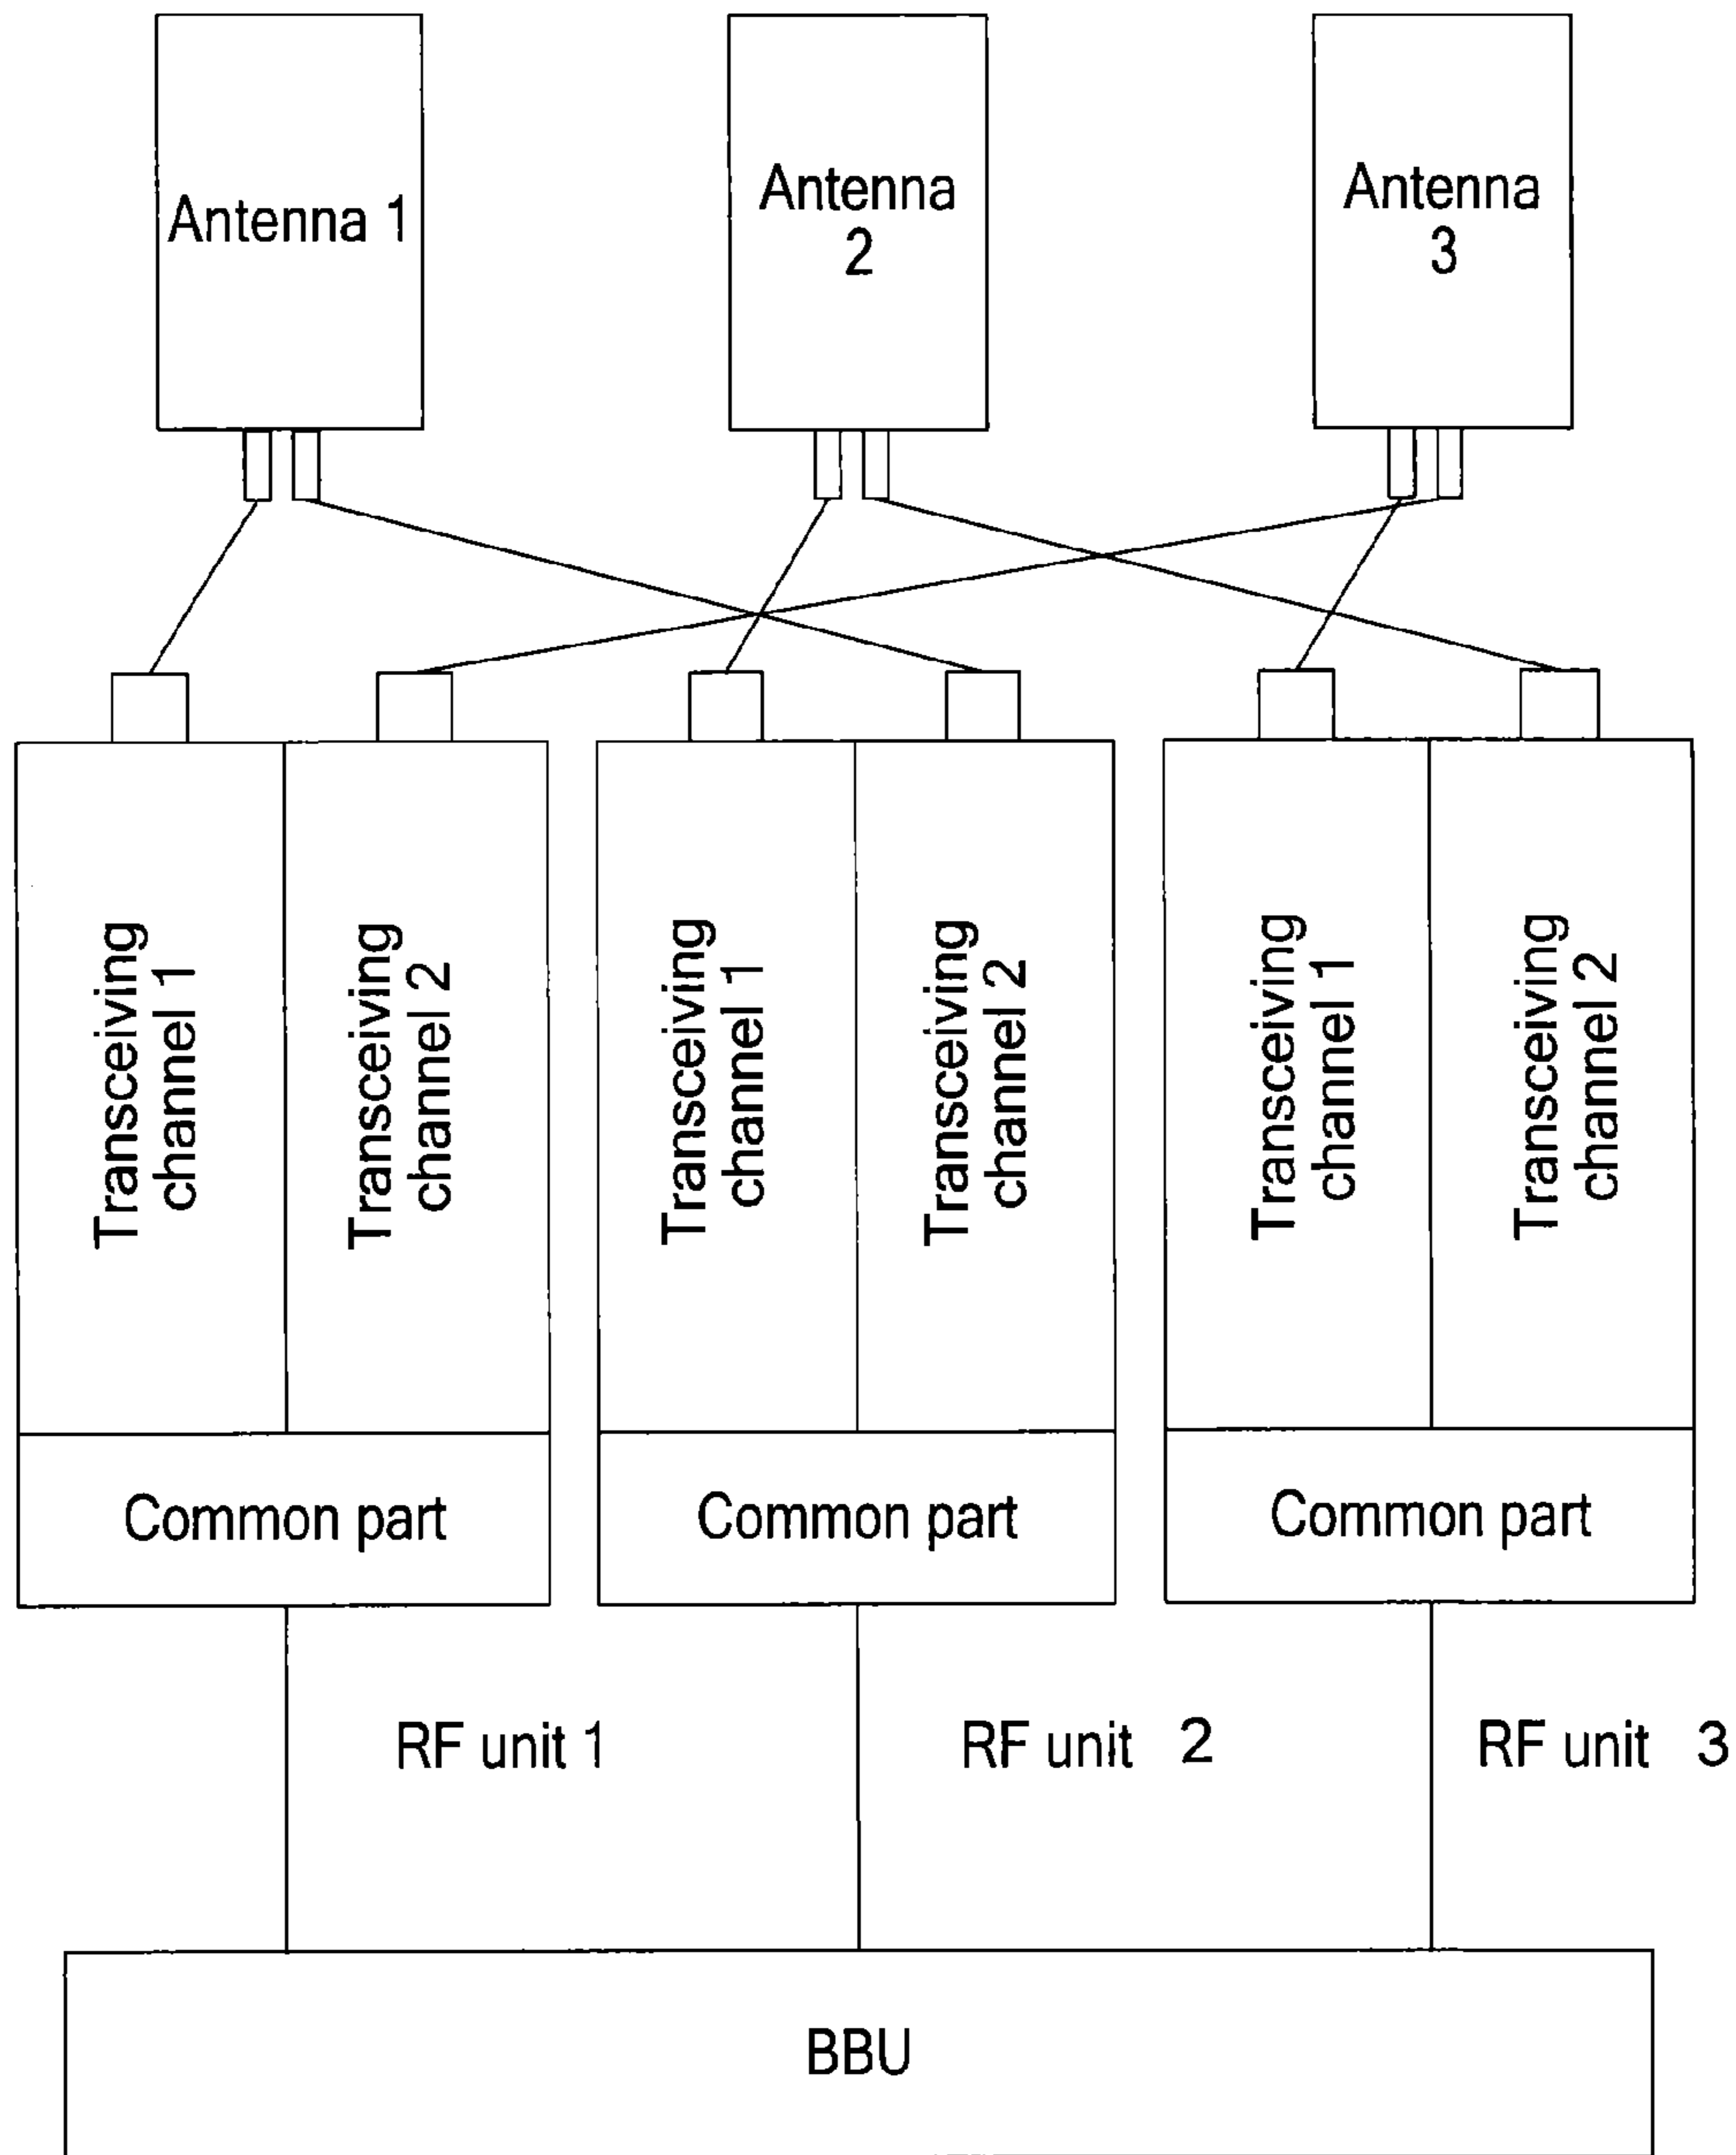 Antenna 1
Antenna
2
Antenna
3
Transceiving
channel 1
Transceiving
channel 2
Transceiving
channel 1
Transceiving
channel 2
Transceiving
channel 1
Transceiving
channel 2
Common part
Common part
Common part
RF unit 1
RF unit 2
RF unit 3
BBU